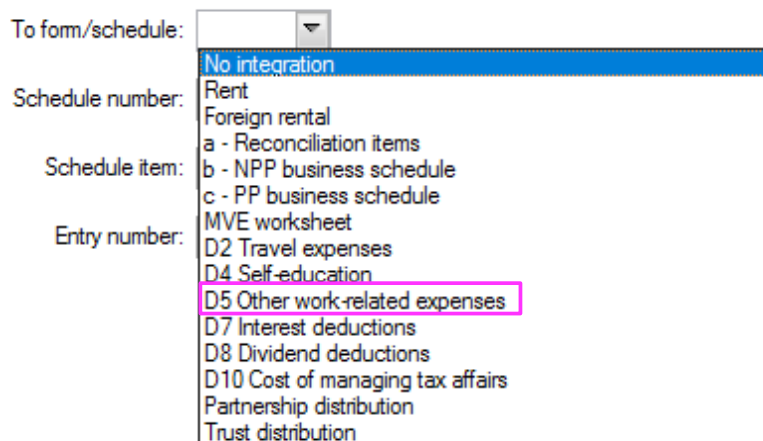 To form/schedule:
No integration
Schedule number:
Rent
Foreign rental
a - Reconciliation items
Schedule item:
b - NPP business schedule
c - PP business schedule
MVE worksheet
Entry number:
D2 Travel expenses
D4 Self-education
D5 Other work-related expenses
D7 Interest deductions
D8 Dividend deductions
D10 Cost of managing tax affairs
Partnership distribution
Trust distribution